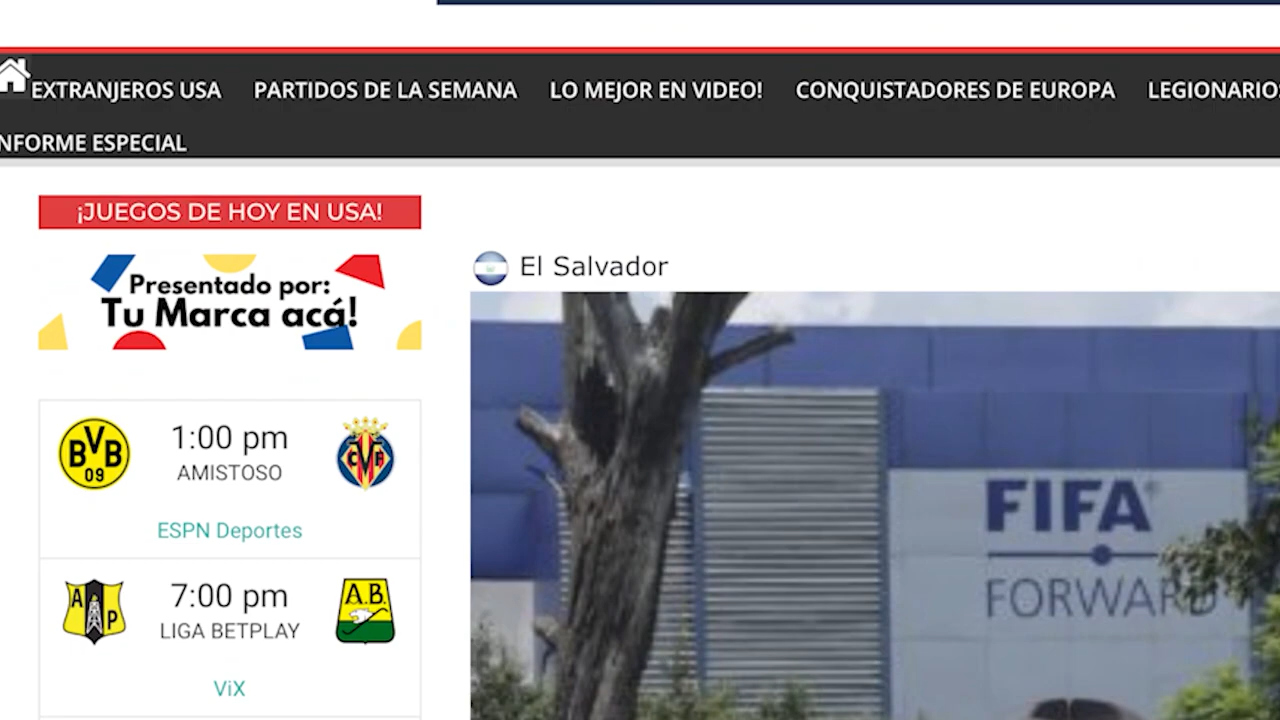 EXTRANJEROS USA
PARTIDOS DE LA SEMANA
LO MEJOR EN VIDEO!
CONQUISTADORES DE EUROPA
LEGIONARIOS
NFORME ESPECIAL
¡JUEGOS DE HOY EN USA!
Presentado por:
Tu Marca acá!
El Salvador
BVB
09
1:00 pm
AMISTOSO
CVF
ESPN Deportes
A P
7:00 pm
LIGA BETPLAY
A.B.
ViX
FIFA
FORWARD